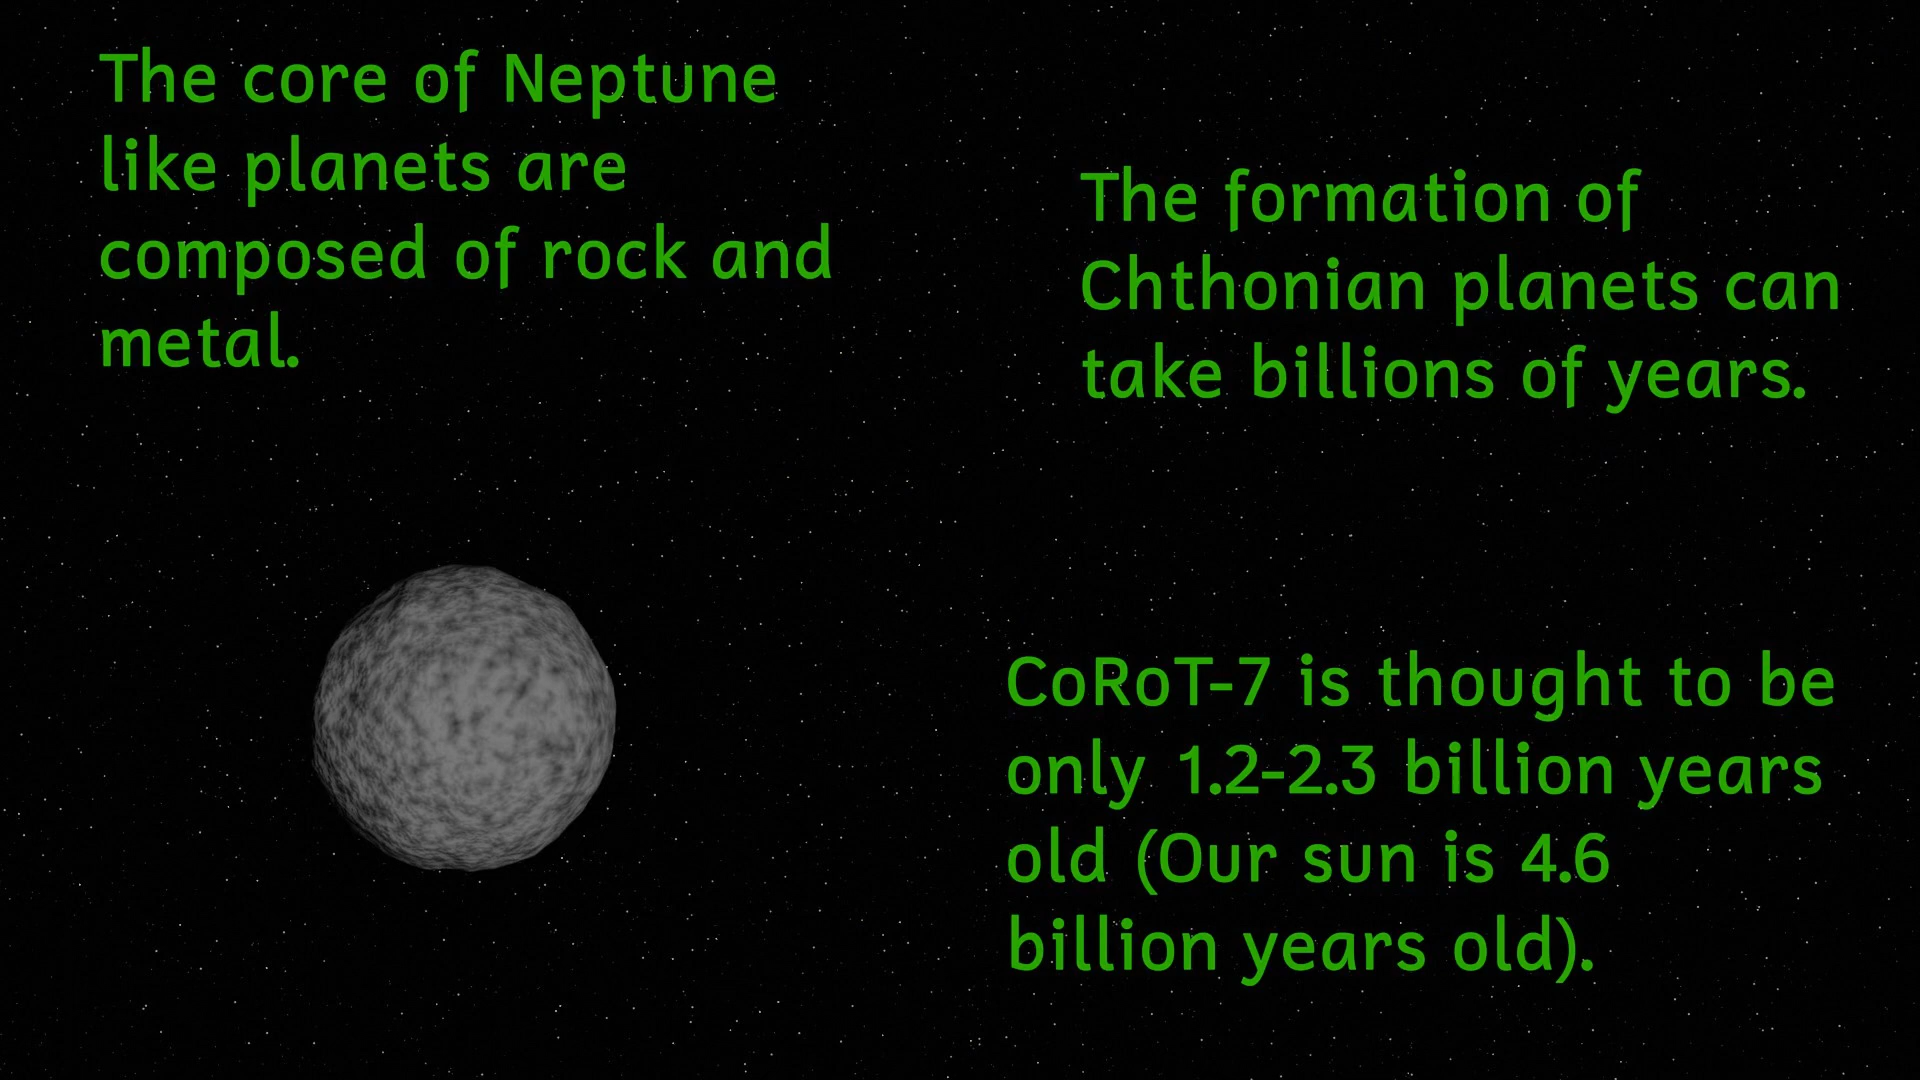 The core of Neptune
like planets are
composed of rock and
metal.
The formation of
Chthonian planets can
take billions of years.
CoRoT-7 is thought to be
only 1.2-2.3 billion years
old (Our sun is 4.6
billion years old).